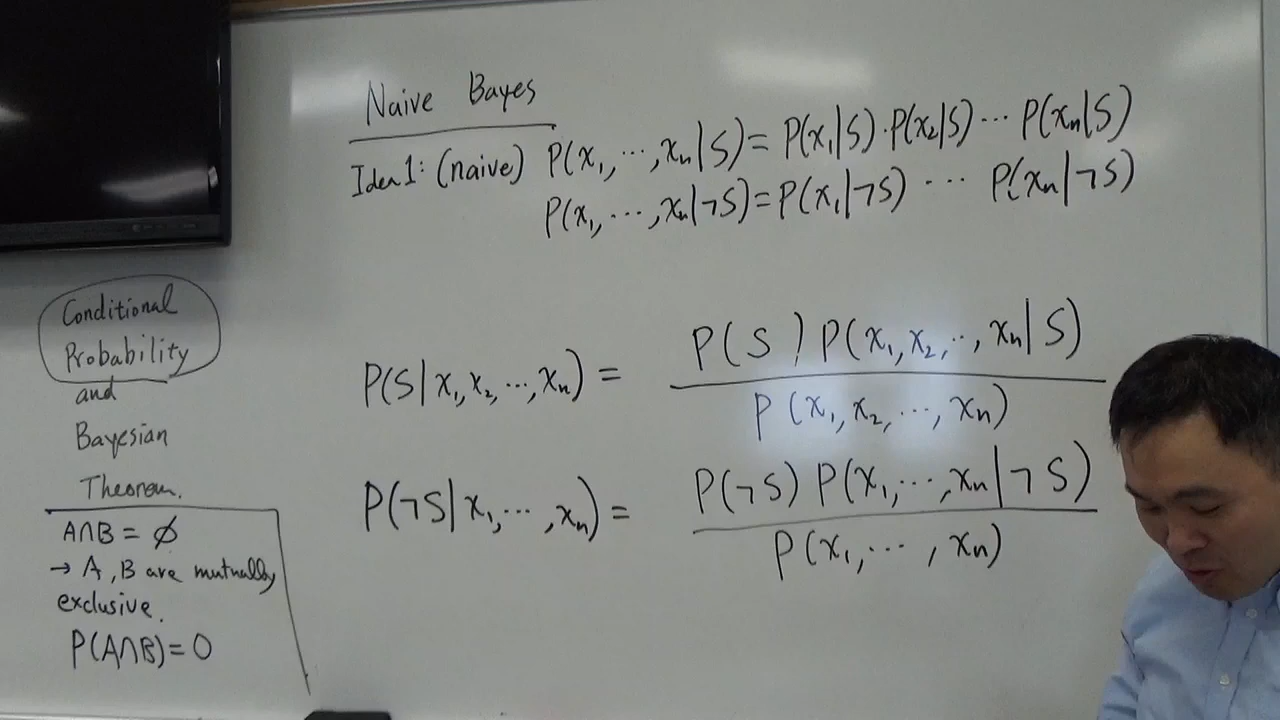 Naive Bayes
Idea 1: (naive) P(x₁, ⋯, xₙ|S) = P(x₁|S)·P(x₂|S) ⋯ P(xₙ|S)
P(x₁, ⋯, xₙ|¬S) = P(x₁|¬S) ⋯ P(xₙ|¬S)
P(S|x₁, x₂, ⋯, xₙ) = P(S) P(x₁, x₂, ⋯, xₙ|S)
P(x₁, x₂, ⋯, xₙ)
P(¬S|x₁, ⋯, xₙ) = P(¬S) P(x₁, ⋯, xₙ|¬S)
P(x₁, ⋯, xₙ)
Conditional
Probability
and
Bayesian
Theorem.
A∩B = ∅
→ A, B are mutually
exclusive.
P(A∩B) = 0